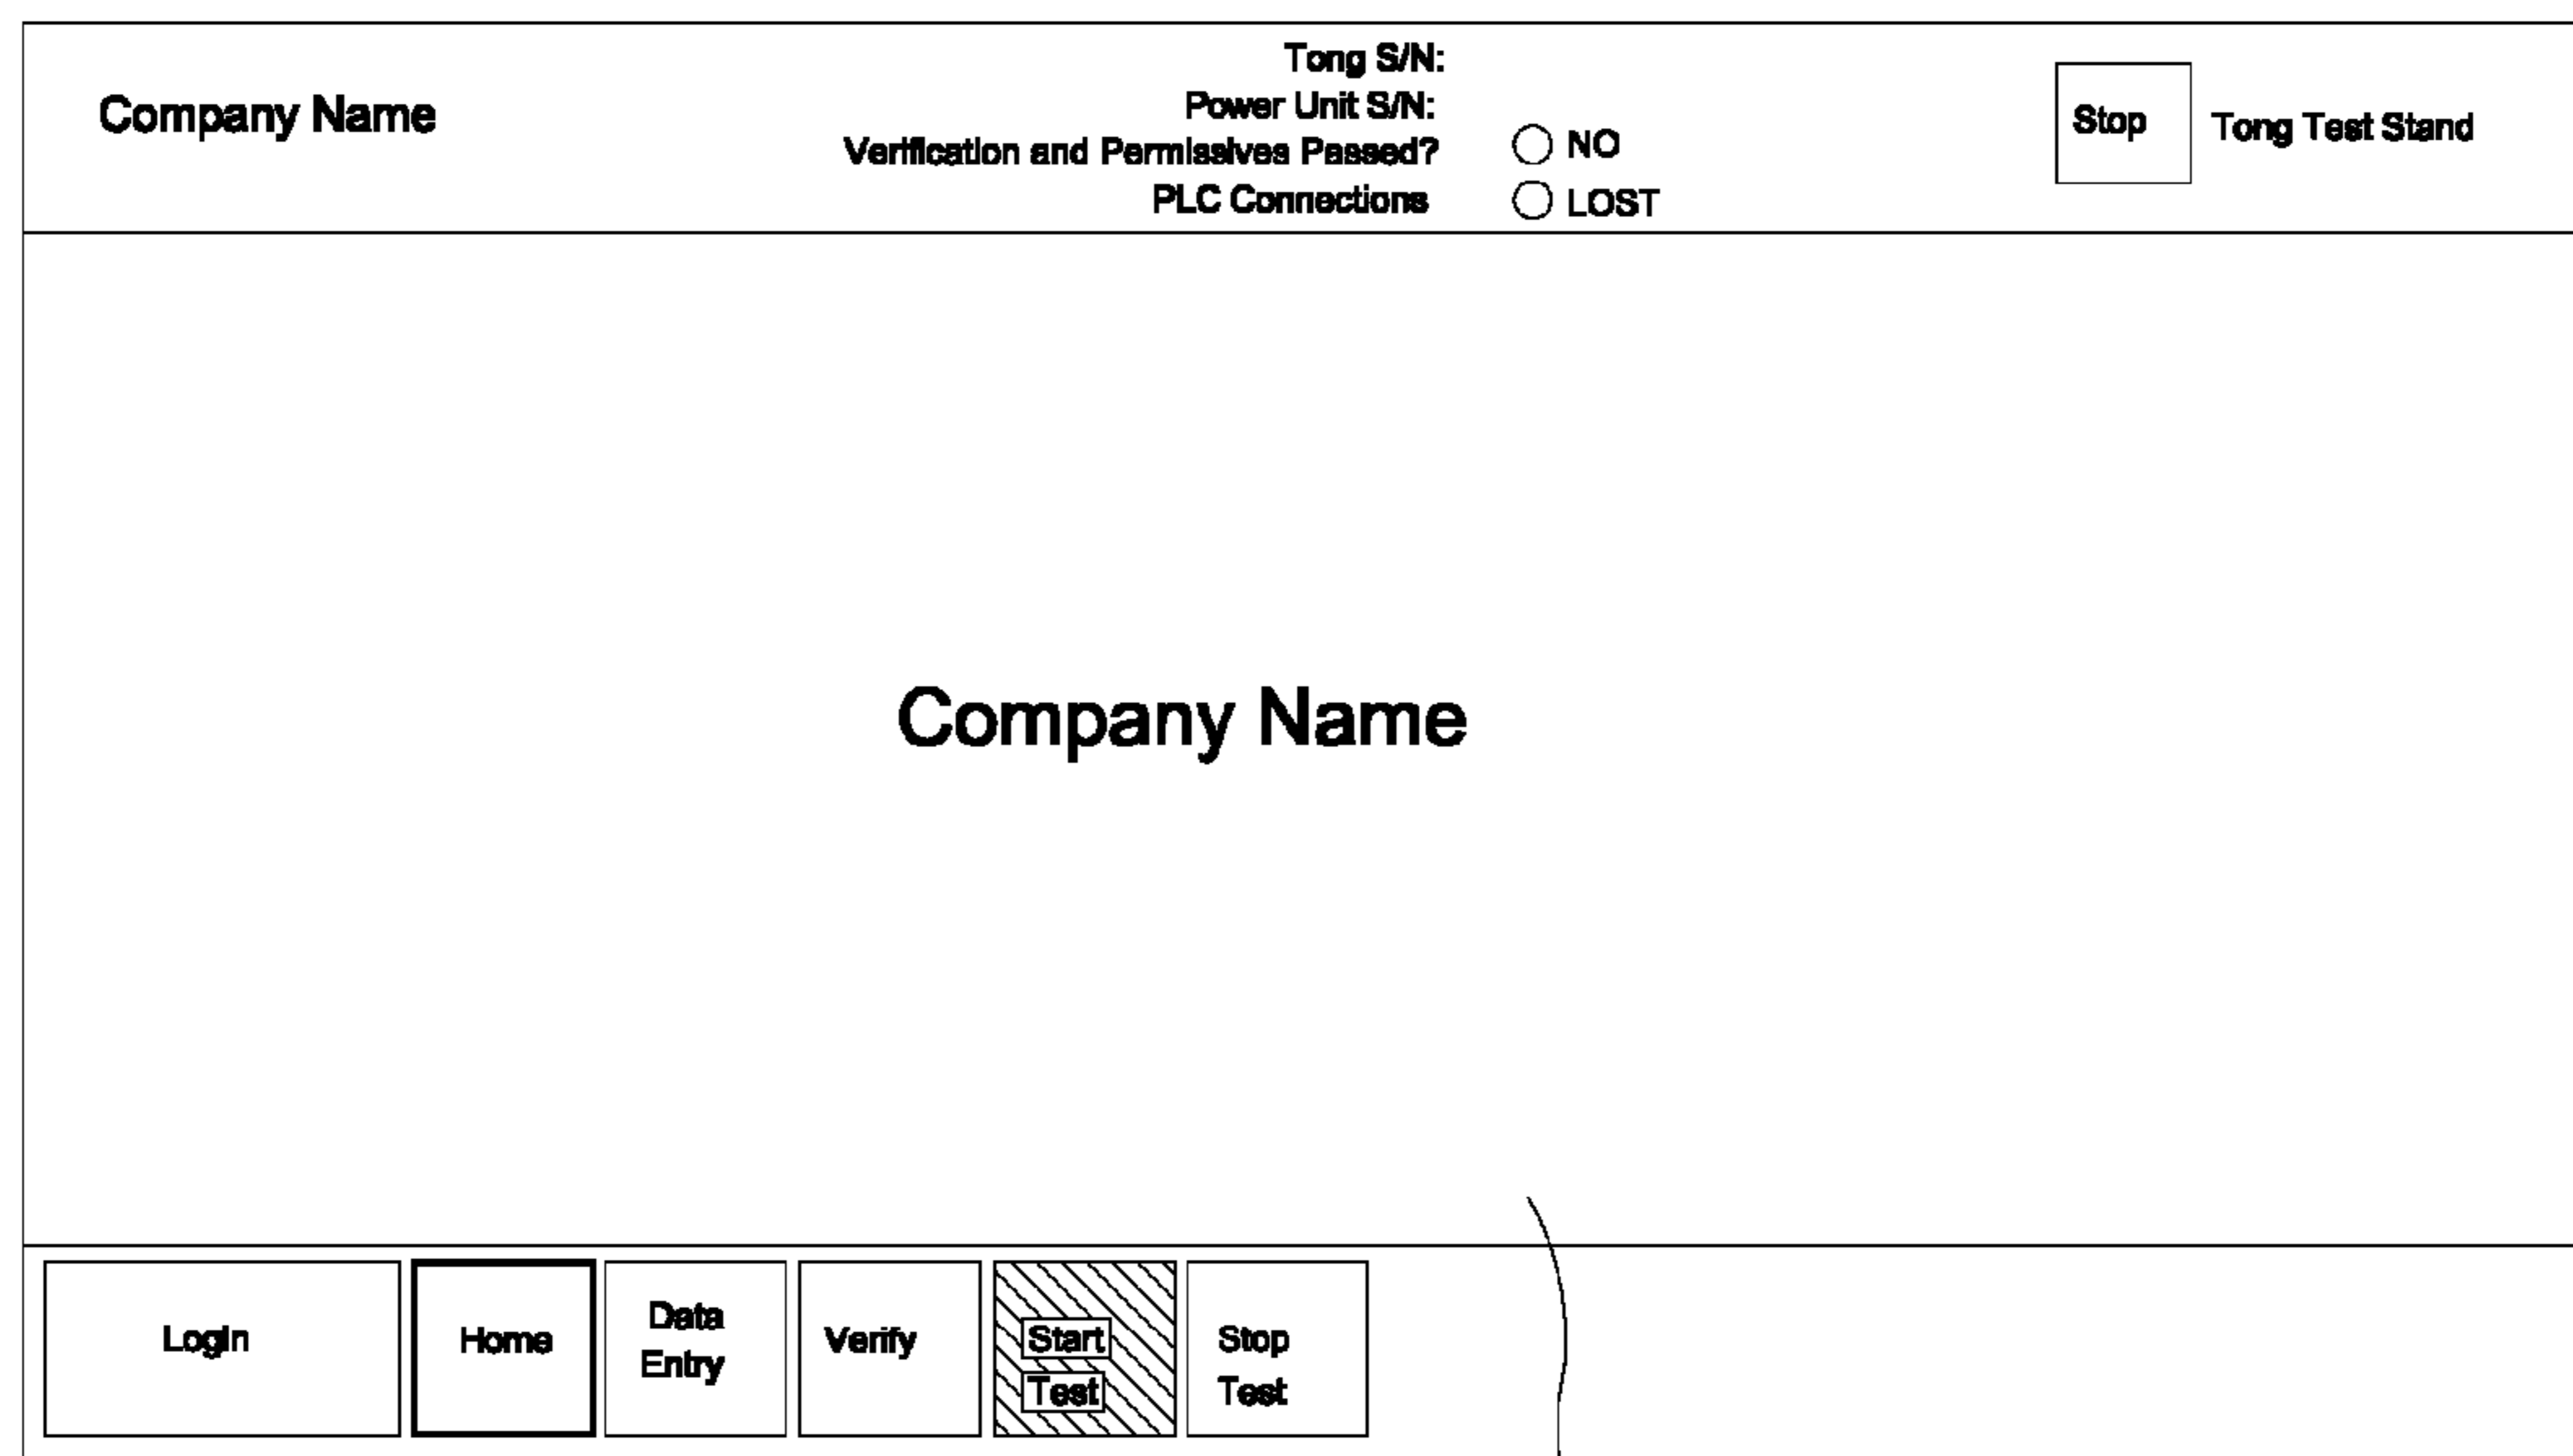 Company Name
Tong S/N:
Power Unit S/N:
Verification and Permissives Passed?
NO
PLC Connections
LOST
Stop
Tong Test Stand
Company Name
Login
Home
Data
Entry
Verify
Start
Test
Stop
Test